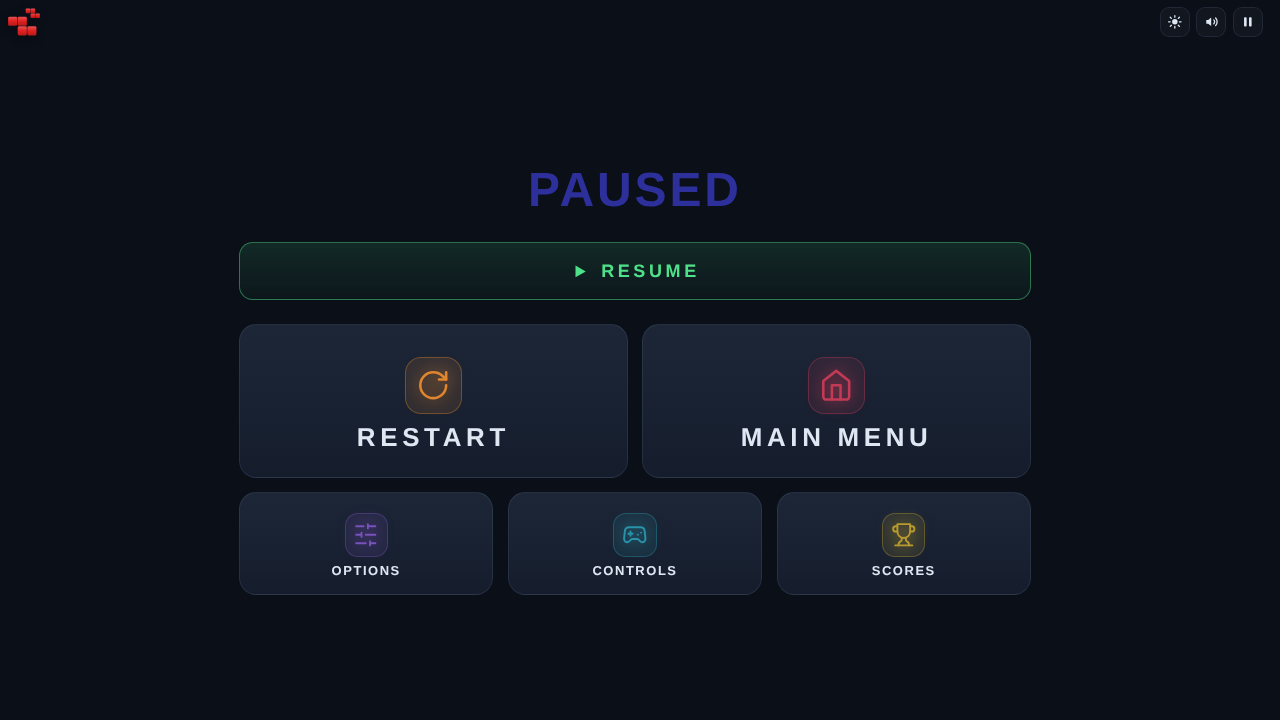 PAUSED
RESUME
RESTART
MAIN MENU
OPTIONS
CONTROLS
SCORES